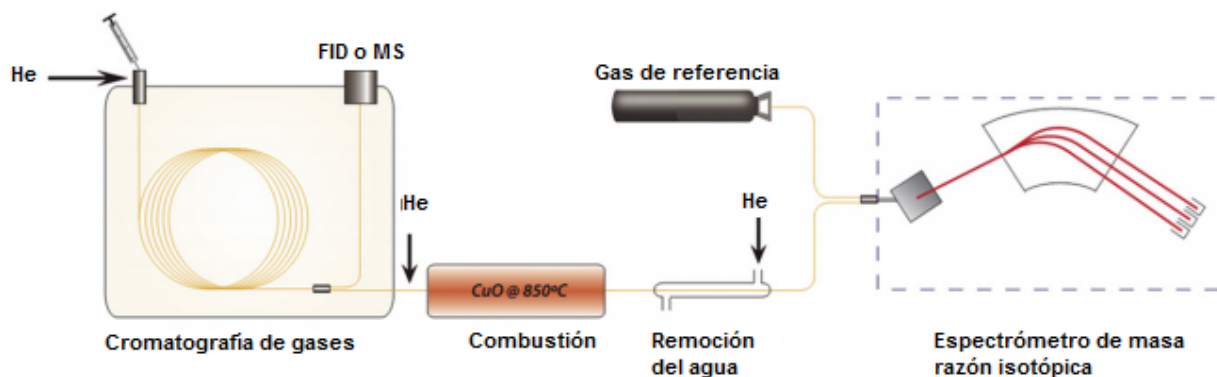 He
FID o MS
Gas de referencia
He
He
CuO @ 850ºC
Cromatografía de gases
Combustión
Remoción
del agua
Espectrómetro de masa
razón isotópica